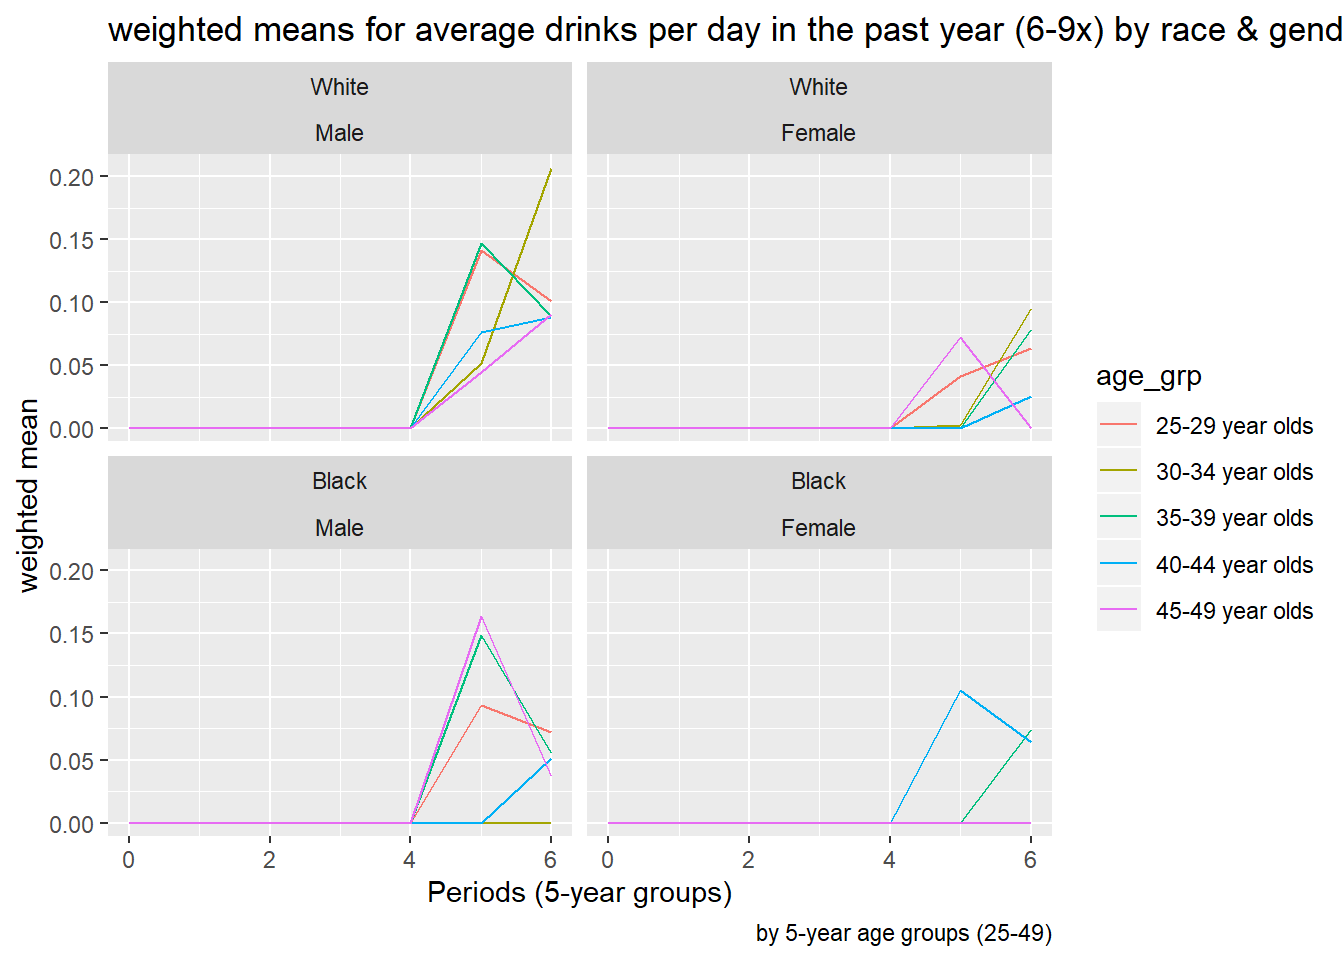 weighted means for average drinks per day in the past year (6-9x) by race & gend
White
Male
White
Female
0.20
0.15
0.10
0.05
0.00
Black
Male
Black
Female
0.20
0.15
0.10
0.05
0.00
0
2
4
6
0
2
4
6
weighted mean
Periods (5-year groups)
by 5-year age groups (25-49)
age_grp
25-29 year olds
30-34 year olds
35-39 year olds
40-44 year olds
45-49 year olds